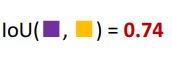 IoU(■, ■) = 0.74